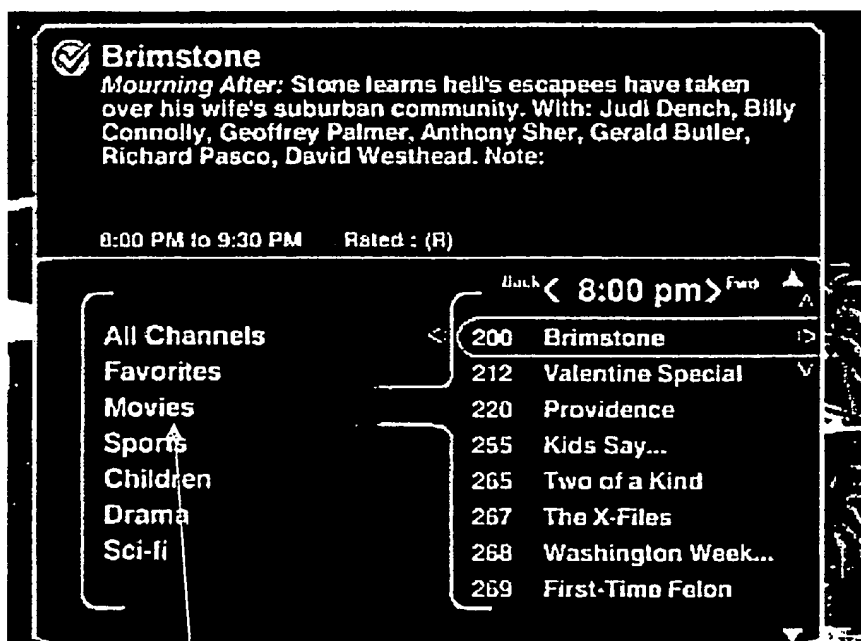 Brimstone
Mourning After: Stone learns hell's escapees have taken
over his wife's suburban community. With: Judi Dench, Billy
Connolly, Geoffrey Palmer, Anthony Sher, Gerald Butler,
Richard Pasco, David Westhead. Note:
8:00 PM to 9:30 PM Rated : (R)
Back < 8:00 pm > Fwd
All Channels
Favorites
Movies
Sports
Children
Drama
Sci-fi
200 Brimstone
212 Valentine Special
220 Providence
255 Kids Say...
265 Two of a Kind
267 The X-Files
268 Washington Week...
269 First-Time Felon